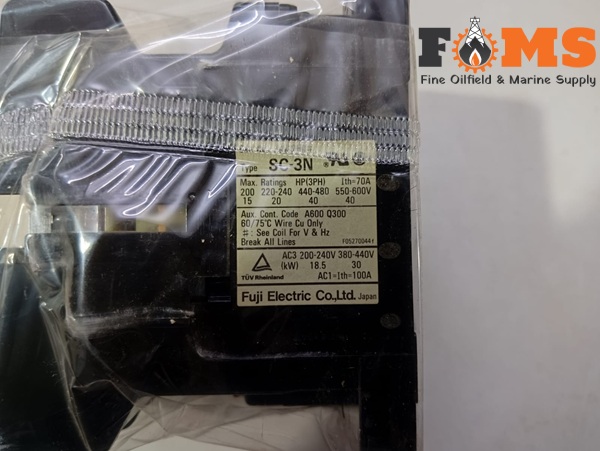 FOMS
Fine Oilfield & Marine Supply
Type SC-3N
Max. Ratings HP(3PH) Ith=70A
200 220-240 440-480 550-600V
15 20 40 40
Aux. Cont. Code A600 Q300
60/75°C Wire Cu Only
#: See Coil For V & Hz
Break All Lines
AC3 200-240V 380-440V
(kW) 18.5 30
TÜV Rheinland
AC1=Ith=100A
Fuji Electric Co.,Ltd. Japan